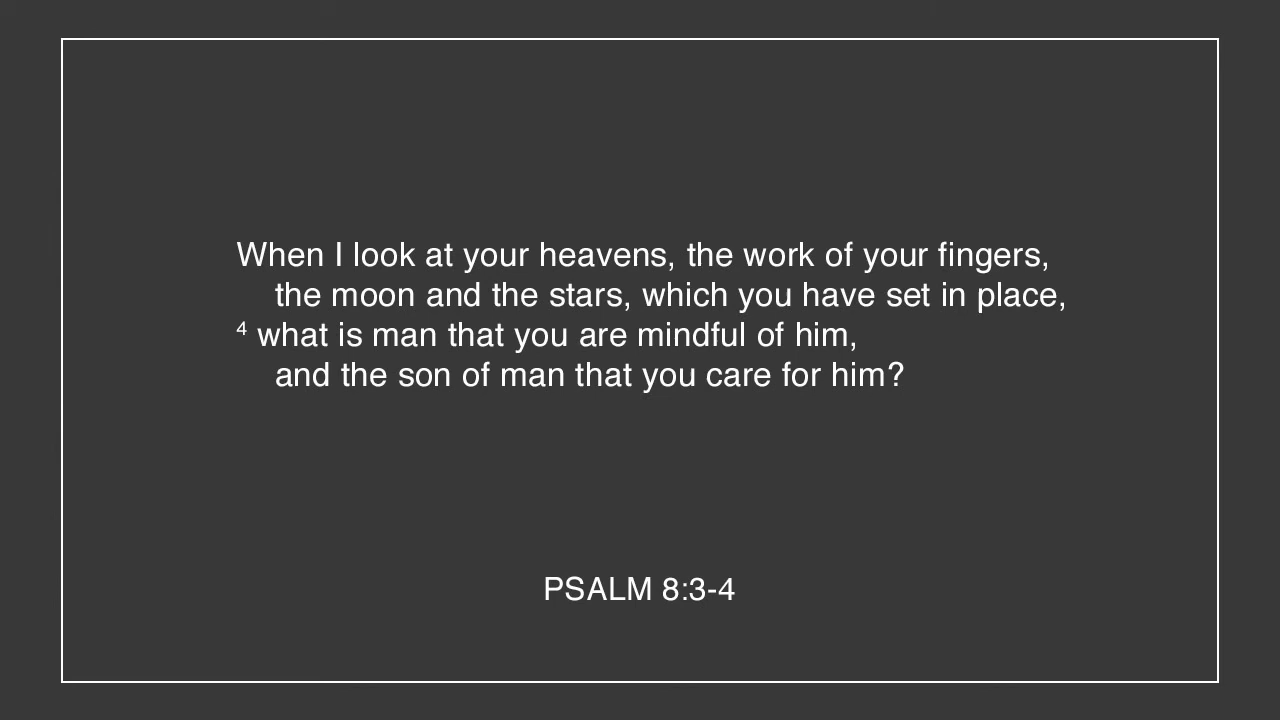 When I look at your heavens, the work of your fingers,
the moon and the stars, which you have set in place,
⁴ what is man that you are mindful of him,
and the son of man that you care for him?
PSALM 8:3-4